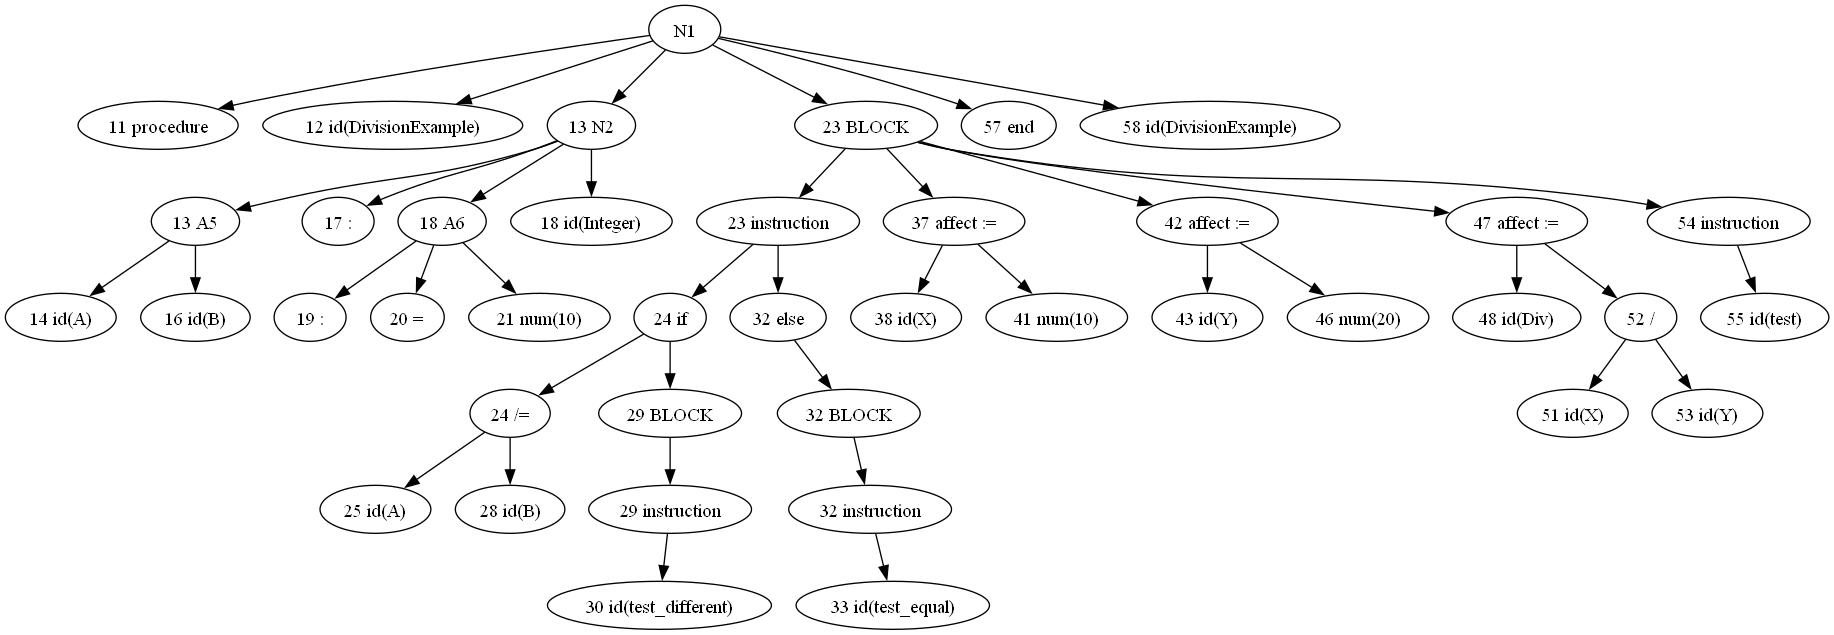 N1
11 procedure
12 id(DivisionExample)
13 N2
23 BLOCK
57 end
58 id(DivisionExample)
13 A5
17 :
18 A6
18 id(Integer)
23 instruction
37 affect :=
42 affect :=
47 affect :=
54 instruction
14 id(A)
16 id(B)
19 :
20 =
21 num(10)
24 if
32 else
38 id(X)
41 num(10)
43 id(Y)
46 num(20)
48 id(Div)
52 /
55 id(test)
24 /=
29 BLOCK
32 BLOCK
51 id(X)
53 id(Y)
25 id(A)
28 id(B)
29 instruction
32 instruction
30 id(test_different)
33 id(test_equal)